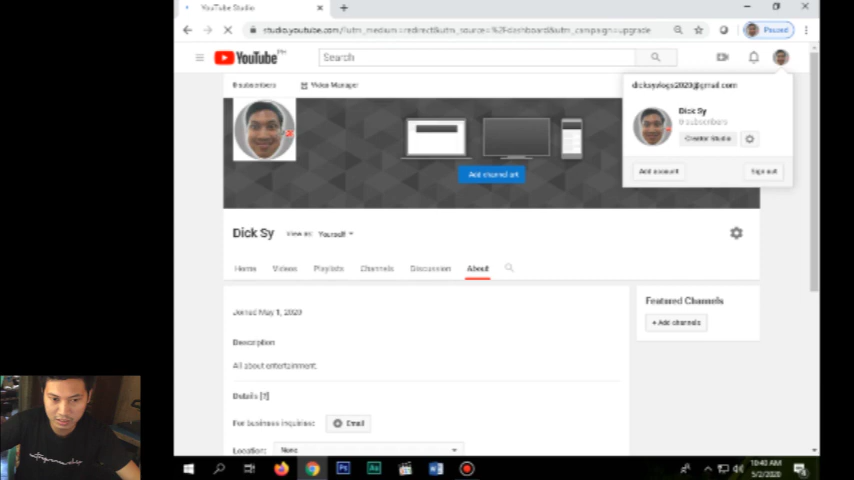 YouTube Studio
studio.youtube.com/?utm_medium=redirect&utm_source=%2Fdashboard&utm_campaign=upgrade
Paused
YouTube PH
Search
0 subscribers
Video Manager
Add channel art
dicksyvlogs2020@gmail.com
Dick Sy
0 subscribers
Creator Studio
Add account
Sign out
Dick Sy
View as: Yourself
Home Videos Playlists Channels Discussion About
Joined May 1, 2020
Description
All about entertainment.
Details [?]
For business inquiries: Email
Location: None
Featured Channels
+ Add channels
10:40 AM
5/2/2020